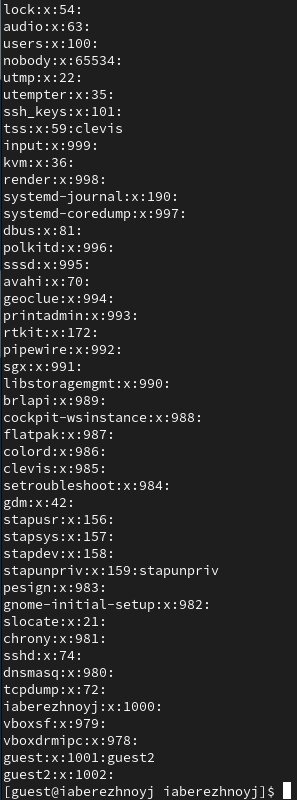 lock:x:54:
audio:x:63:
users:x:100:
nobody:x:65534:
utmp:x:22:
utempter:x:35:
ssh_keys:x:101:
tss:x:59:clevis
input:x:999:
kvm:x:36:
render:x:998:
systemd-journal:x:190:
systemd-coredump:x:997:
dbus:x:81:
polkitd:x:996:
sssd:x:995:
avahi:x:70:
geoclue:x:994:
printadmin:x:993:
rtkit:x:172:
pipewire:x:992:
sgx:x:991:
libstoragemgmt:x:990:
brlapi:x:989:
cockpit-wsinstance:x:988:
flatpak:x:987:
colord:x:986:
clevis:x:985:
setroubleshoot:x:984:
gdm:x:42:
stapusr:x:156:
stapsys:x:157:
stapdev:x:158:
stapunpriv:x:159:stapunpriv
pesign:x:983:
gnome-initial-setup:x:982:
slocate:x:21:
chrony:x:981:
sshd:x:74:
dnsmasq:x:980:
tcpdump:x:72:
iaberezhnoyj:x:1000:
vboxsf:x:979:
vboxdrmipc:x:978:
guest:x:1001:guest2
guest2:x:1002:
[guest@iaberezhnoyj iaberezhnoyj]$